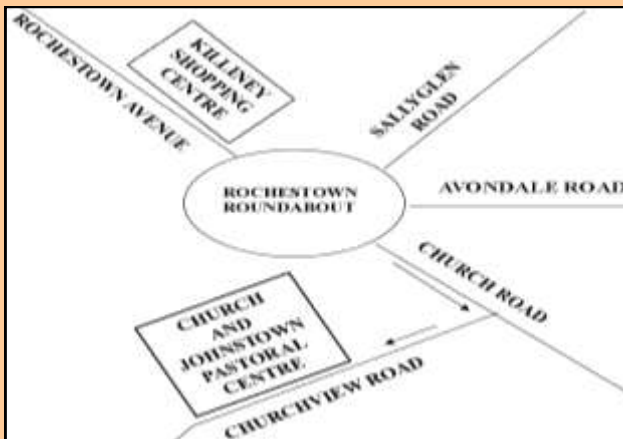 ROCHESTOWN AVENUE
KILLINEY
SHOPPING
CENTRE
SALLYGLEN
ROAD
ROCHESTOWN
ROUNDABOUT
AVONDALE ROAD
CHURCH ROAD
CHURCH
AND
JOHNSTOWN
PASTORAL
CENTRE
CHURCHVIEW ROAD